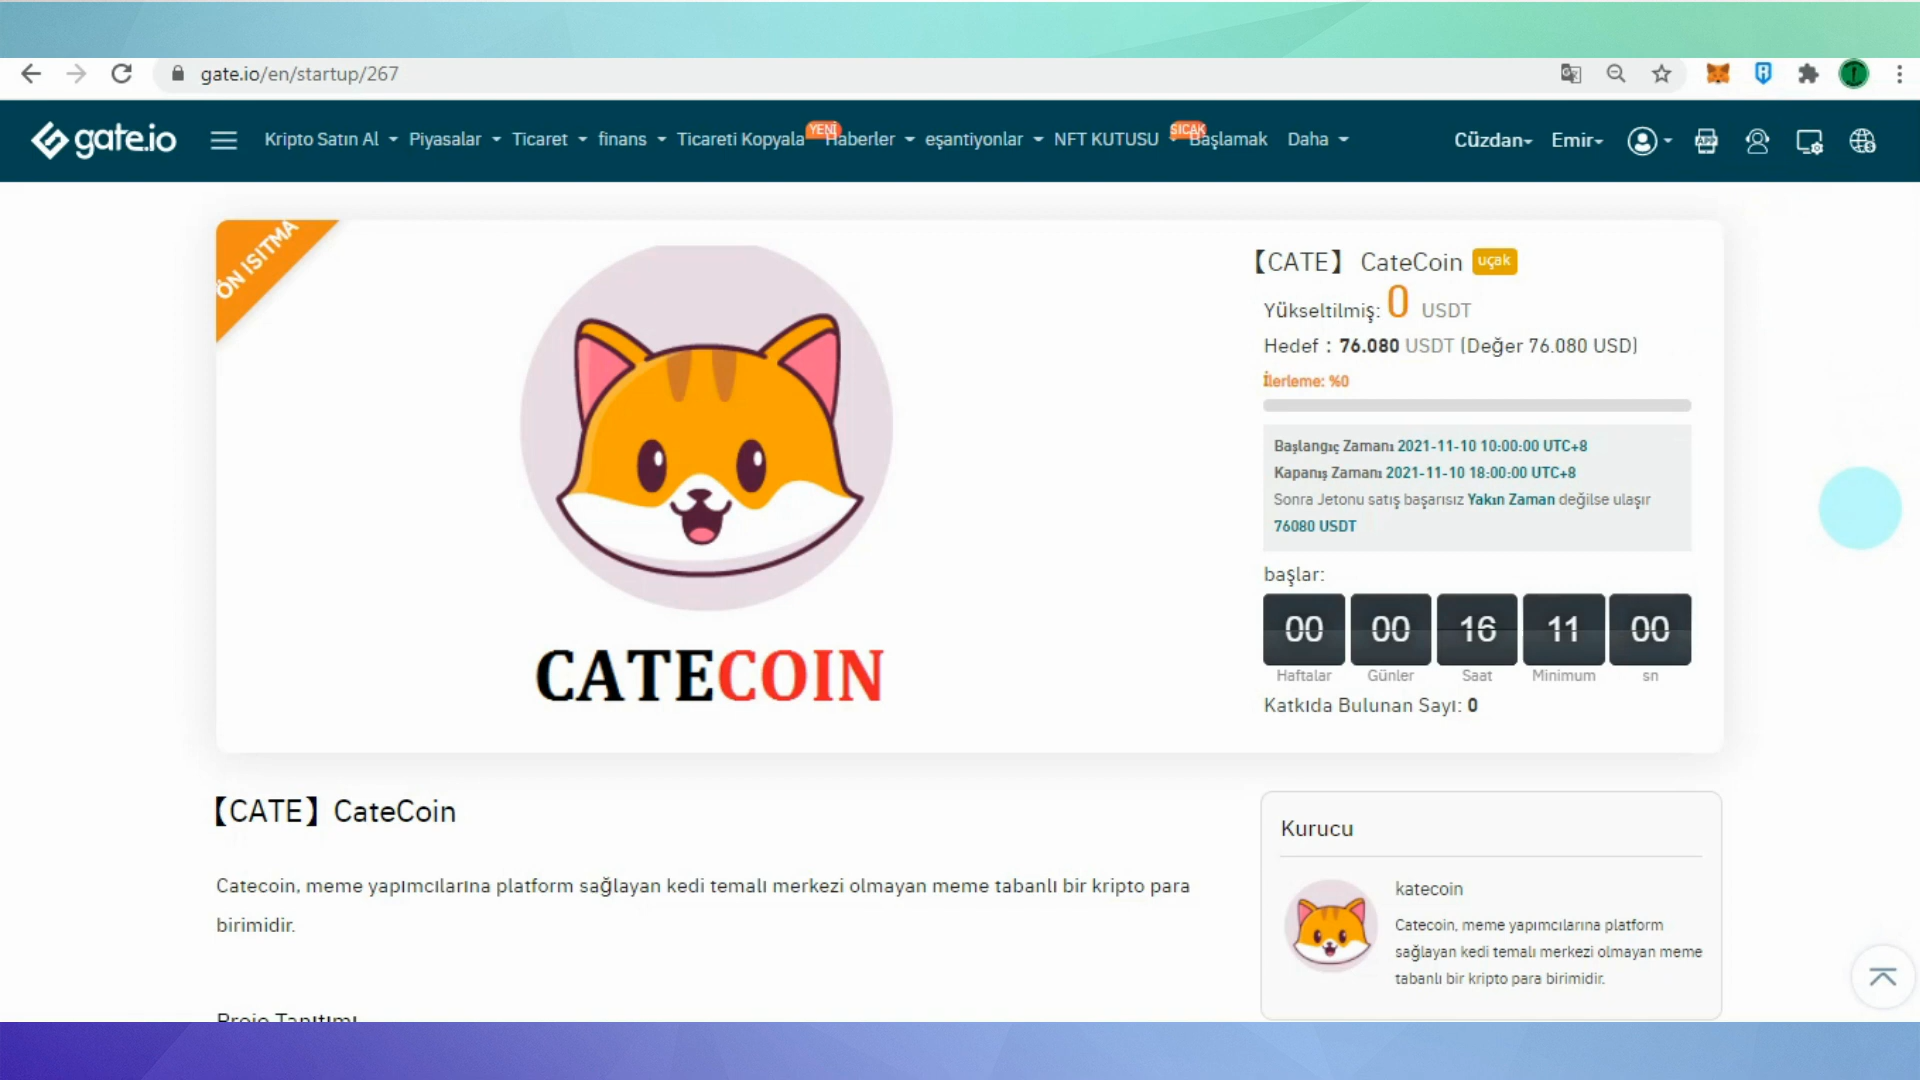 gate.io/en/startup/267
gate.io
Kripto Satın Al Piyasalar Ticaret finans Ticareti Kopyala YENİ Haberler eşantiyonlar NFT KUTUSU SICAK Başlamak Daha Cüzdan Emir
ÖN ISITMA
【CATE】 CateCoin uçak
Yükseltilmiş: 0 USDT
Hedef : 76.080 USDT (Değer 76.080 USD)
İlerleme: %0
Başlangıç Zamanı 2021-11-10 10:00:00 UTC+8
Kapanış Zamanı 2021-11-10 18:00:00 UTC+8
Sonra Jetonu satış başarısız Yakın Zaman değilse ulaşır
76080 USDT
başlar:
00 00 16 11 00
Haftalar Günler Saat Minimum sn
Katkıda Bulunan Sayı: 0
CATECOIN
【CATE】 CateCoin
Catecoin, meme yapımcılarına platform sağlayan kedi temalı merkezi olmayan meme tabanlı bir kripto para
birimidir.
Proje Tanıtımı
Kurucu
katecoin
Catecoin, meme yapımcılarına platform
sağlayan kedi temalı merkezi olmayan meme
tabanlı bir kripto para birimidir.